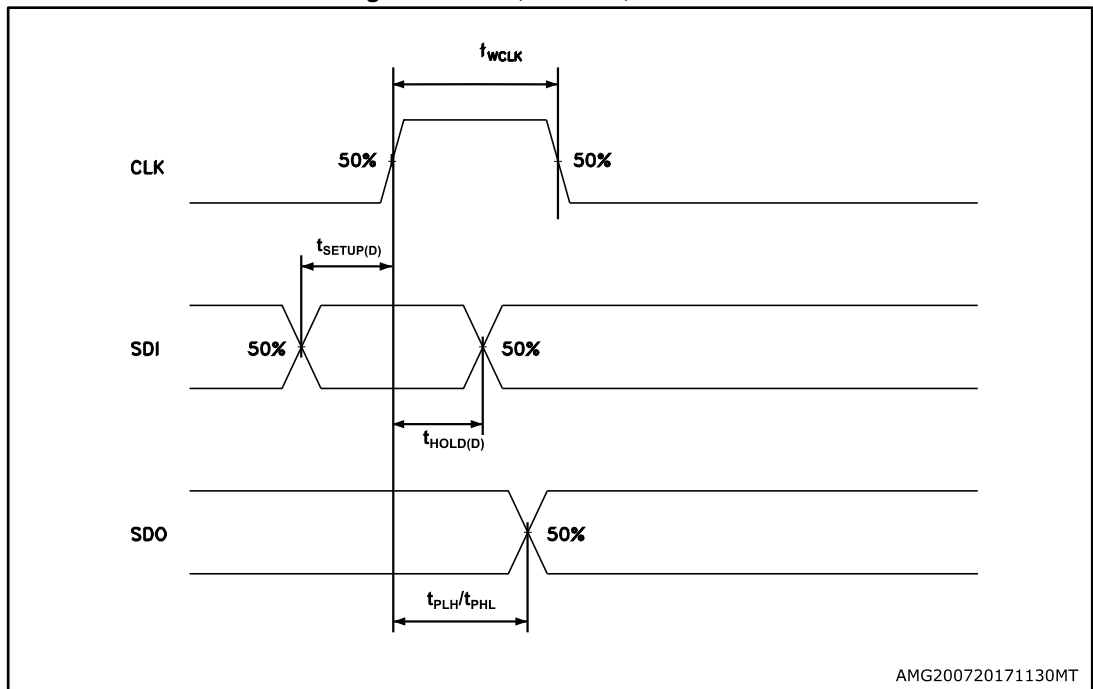 tWCLK
CLK
50%
50%
tSETUP(D)
SDI
50%
50%
tHOLD(D)
SDO
50%
tPLH/tPHL
AMG200720171130MT